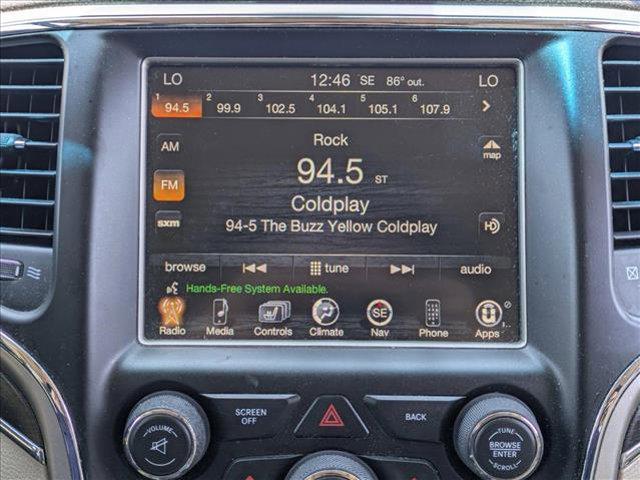 LO 12:46 SE 86° out. LO
1 94.5 2 99.9 3 102.5 4 104.1 5 105.1 6 107.9
AM
Rock
map
94.5 ST
FM
Coldplay
sxm
94-5 The Buzz Yellow Coldplay
HD
browse tune audio
Hands-Free System Available.
SE
Radio Media Controls Climate Nav Phone Apps
VOLUME
SCREEN OFF
BACK
TUNE
BROWSE
ENTER
SCROLL